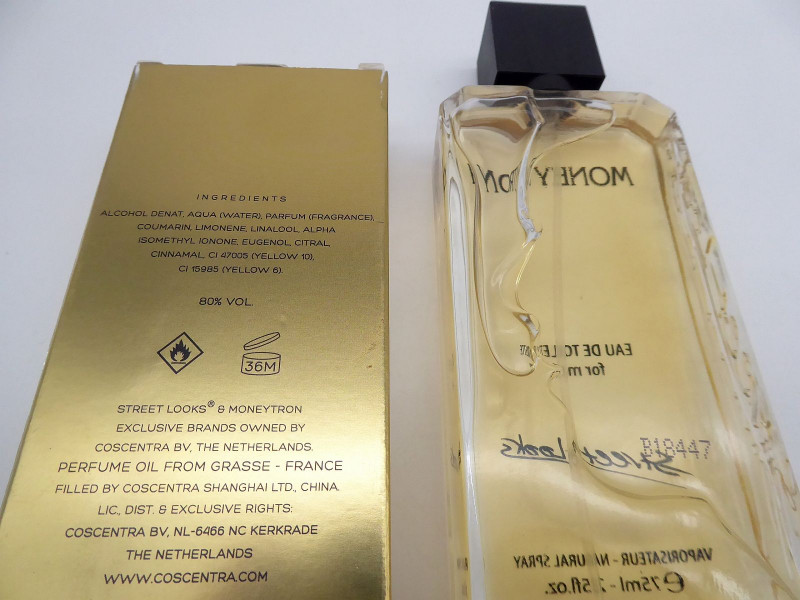 INGREDIENTS
ALCOHOL DENAT, AQUA (WATER), PARFUM (FRAGRANCE),
COUMARIN, LIMONENE, LINALOOL, ALPHA
ISOMETHYL IONONE, EUGENOL, CITRAL,
CINNAMAL, CI 47005 (YELLOW 10),
CI 15985 (YELLOW 6).
80% VOL.
36M
STREET LOOKS® & MONEYTRON
EXCLUSIVE BRANDS OWNED BY
COSCENTRA BV, THE NETHERLANDS.
PERFUME OIL FROM GRASSE - FRANCE
FILLED BY COSCENTRA SHANGHAI LTD., CHINA.
LIC., DIST. & EXCLUSIVE RIGHTS:
COSCENTRA BV, NL-6466 NC KERKRADE
THE NETHERLANDS
WWW.COSCENTRA.COM
MONEYTRON
EAU DE TOILETTE
for men
B18447
Street Looks
VAPORISATEUR - NATURAL SPRAY
℮75ml - 2.5fl.oz.